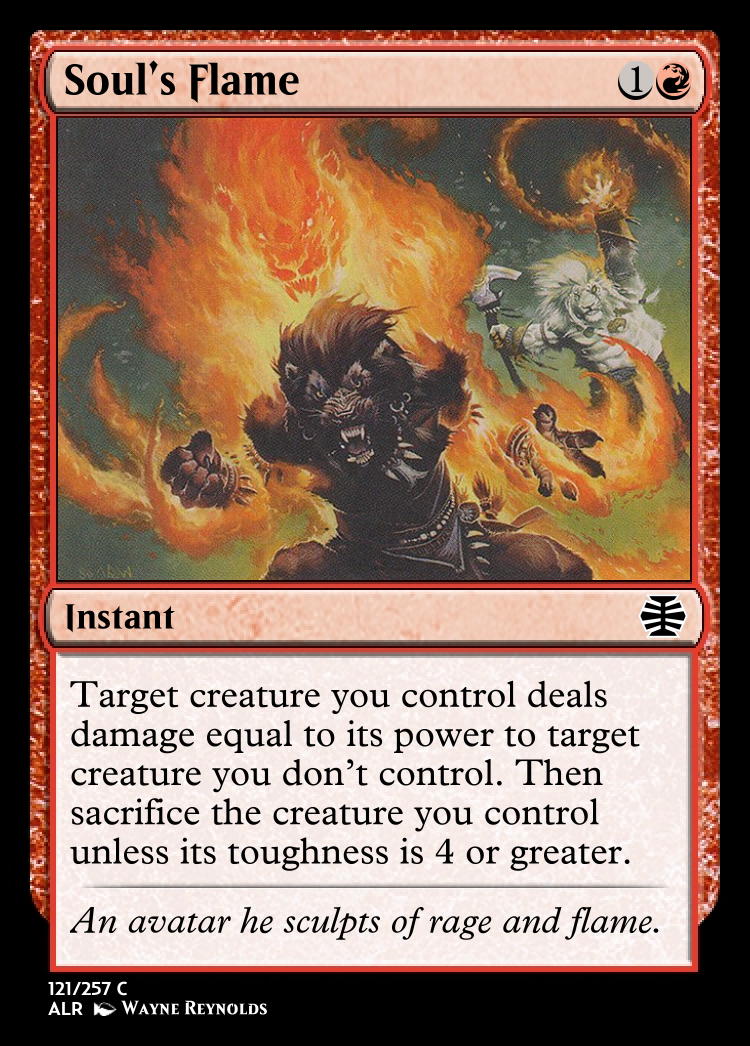 Soul's Flame
1
Instant
Target creature you control deals
damage equal to its power to target
creature you don't control. Then
sacrifice the creature you control
unless its toughness is 4 or greater.
An avatar he sculpts of rage and flame.
121/257 C
ALR Wayne Reynolds